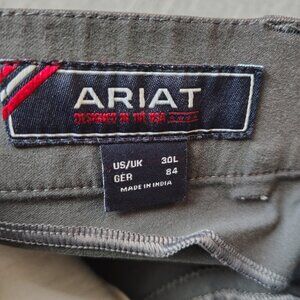 ARIAT
DESIGNED IN THE USA
US/UK 30L
GER 84
MADE IN INDIA